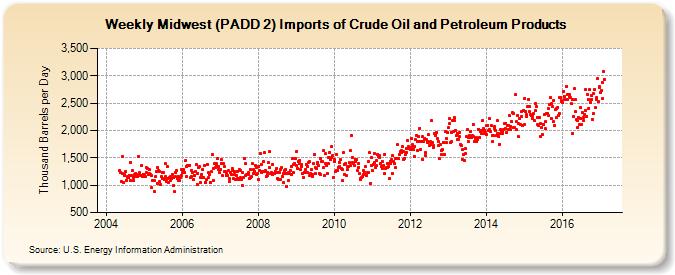 Weekly Midwest (PADD 2) Imports of Crude Oil and Petroleum Products
Thousand Barrels per Day
3,500
3,000
2,500
2,000
1,500
1,000
500
2004 2006 2008 2010 2012 2014 2016
Source: U.S. Energy Information Administration